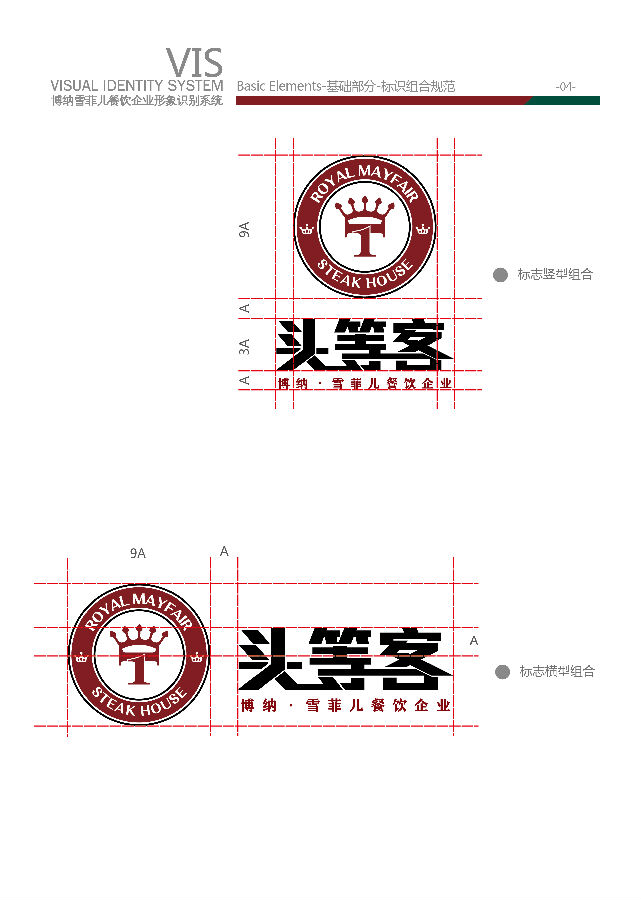 VIS
VISUAL IDENTITY SYSTEM
博纳雪菲儿餐饮企业形象识别系统
Basic Elements-基础部分-标识组合规范
-04-
ROYAL MAYFAIR
STEAK HOUSE
9A
A
3A
A
头等客
博纳·雪菲儿餐饮企业
标志竖型组合
9A
A
ROYAL MAYFAIR
STEAK HOUSE
头等客
博纳·雪菲儿餐饮企业
A
标志横型组合